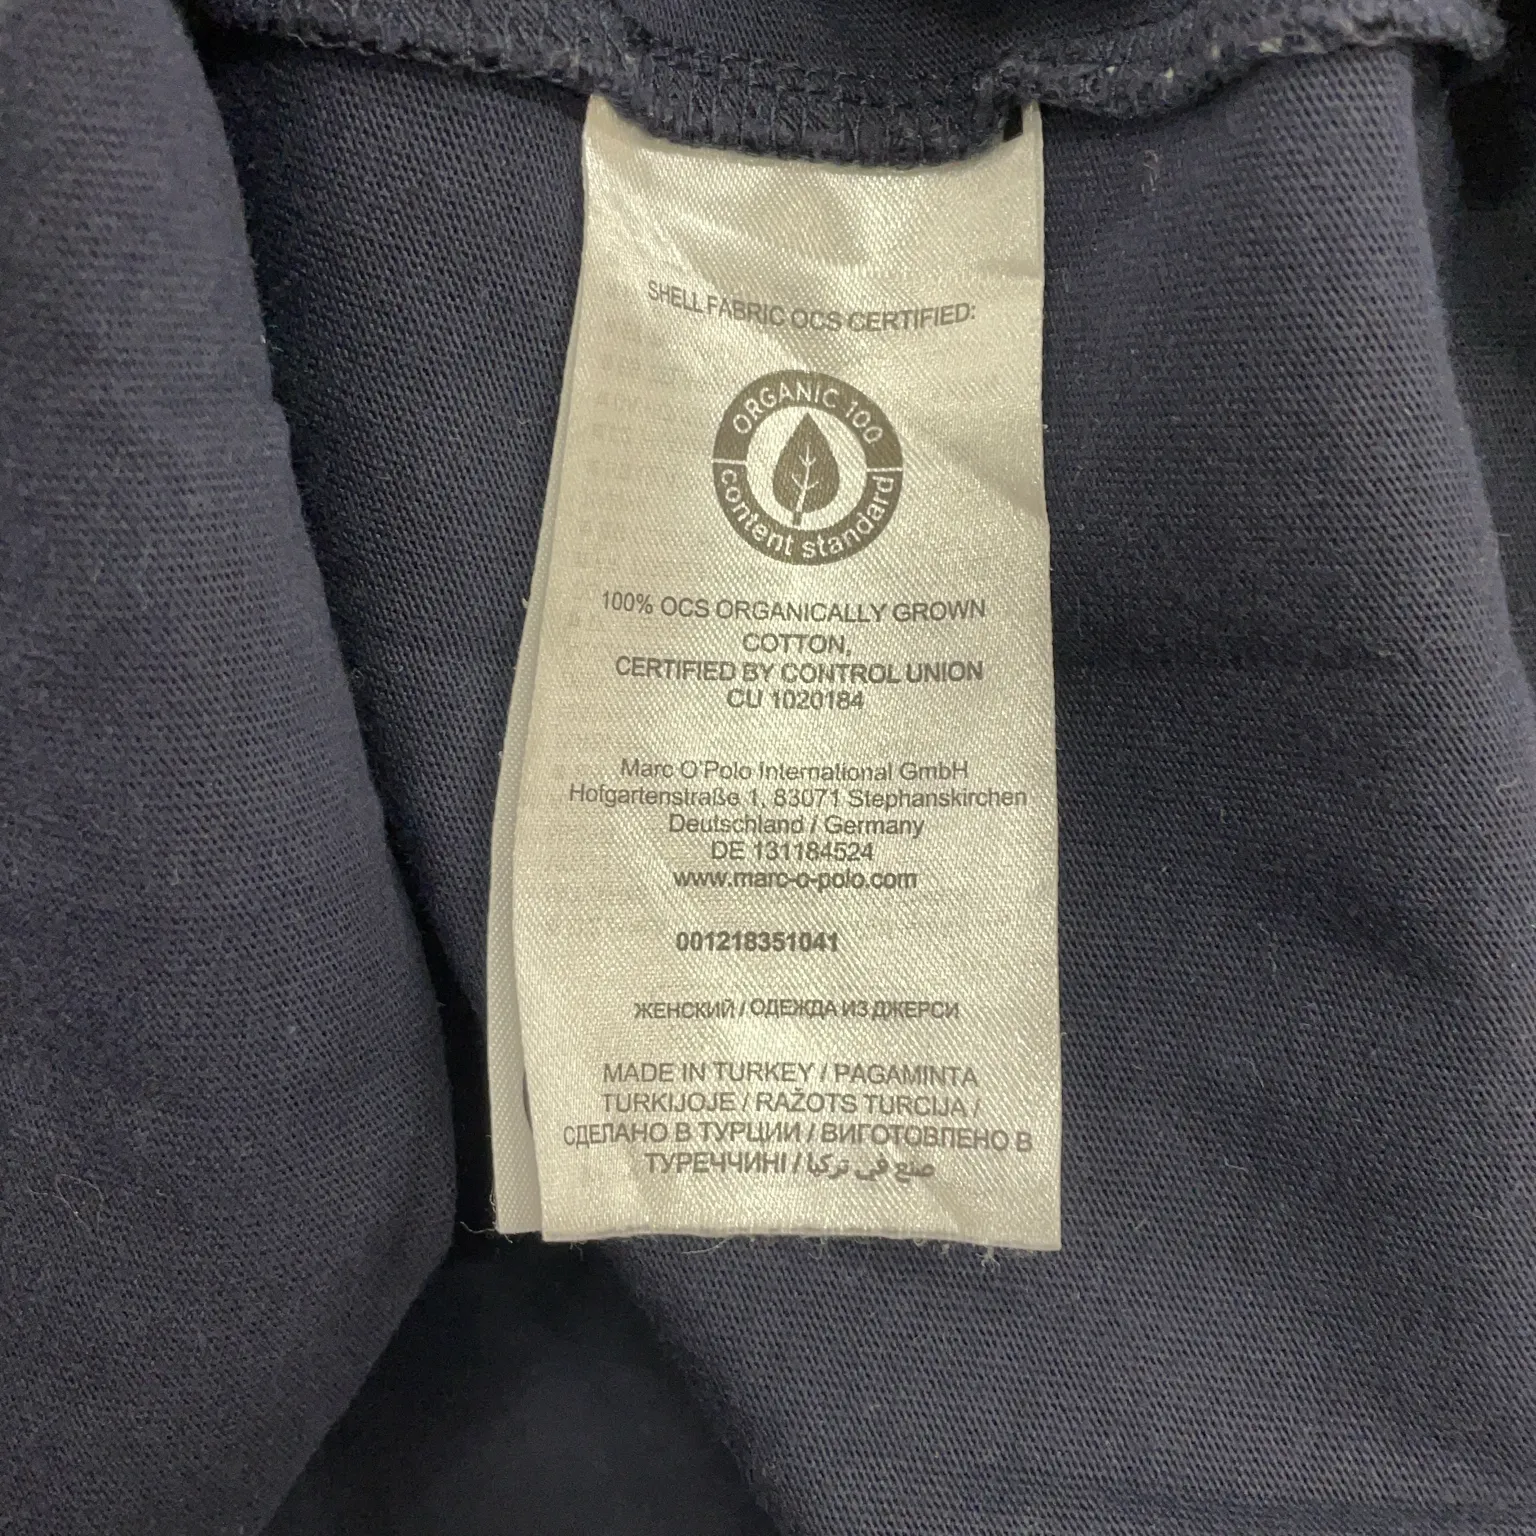 SHELL FABRIC OCS CERTIFIED:
ORGANIC 100
content standard
100% OCS ORGANICALLY GROWN
COTTON,
CERTIFIED BY CONTROL UNION
CU 1020184
Marc O'Polo International GmbH
Hofgartenstraße 1, 83071 Stephanskirchen
Deutschland / Germany
DE 131184524
www.marc-o-polo.com
001218351041
ЖЕНСКИЙ / ОДЕЖДА ИЗ ДЖЕРСИ
MADE IN TURKEY / PAGAMINTA
TURKIJOJE / RAŽOTS TURCIJA /
СДЕЛАНО В ТУРЦИИ / ВИГОТОВЛЕНО В
ТУРЕЧЧИНІ / صنع في تركيا